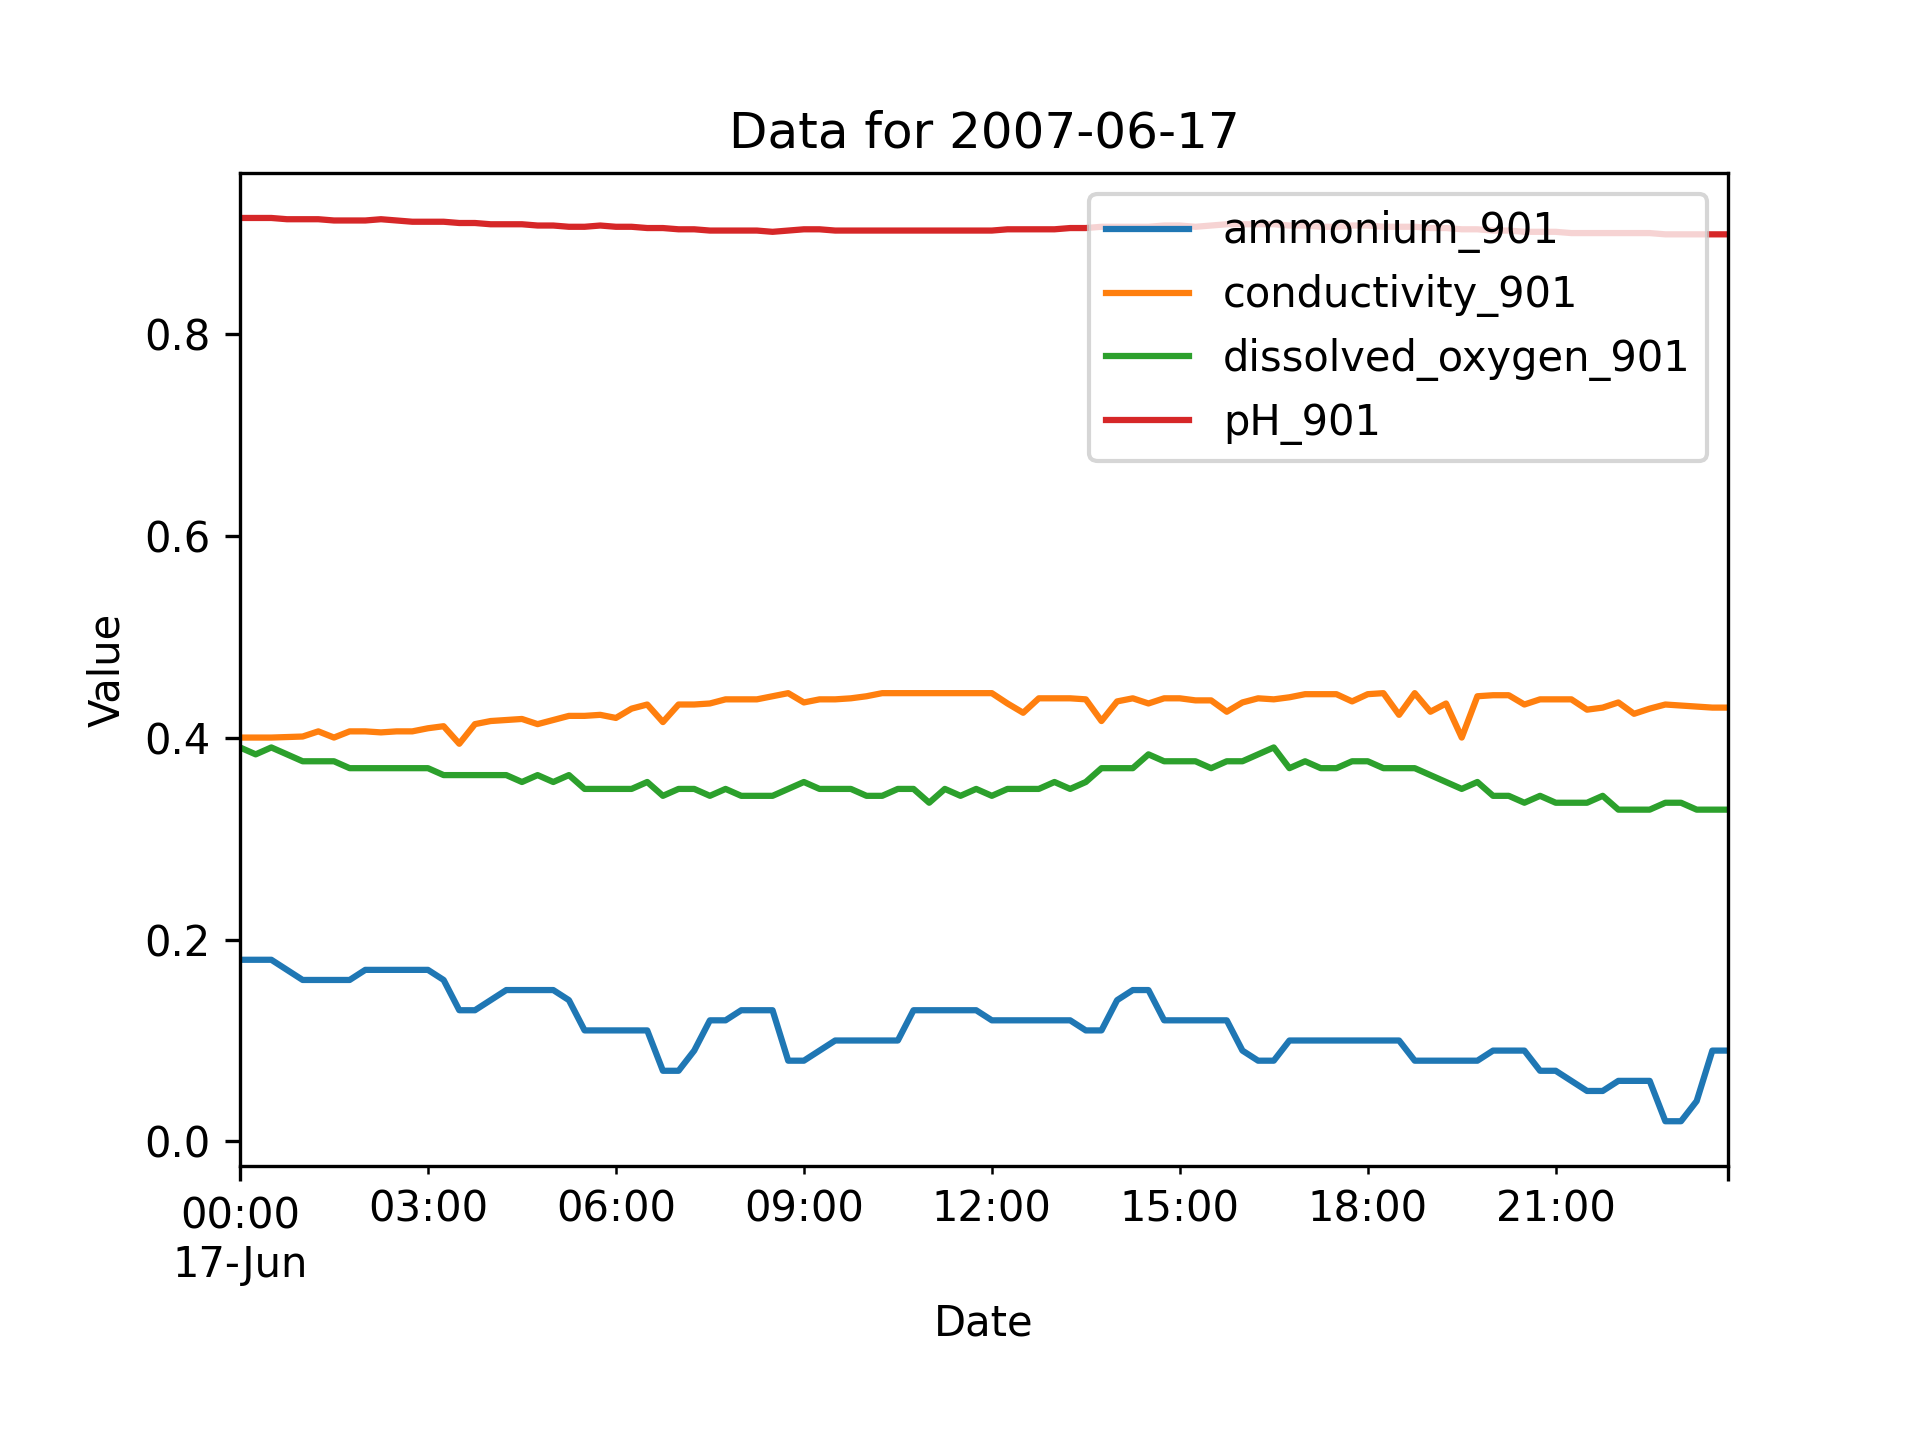 Data for 2007-06-17
ammonium_901
conductivity_901
dissolved_oxygen_901
pH_901
Value
0.8
0.6
0.4
0.2
0.0
00:00 03:00 06:00 09:00 12:00 15:00 18:00 21:00
17-Jun
Date